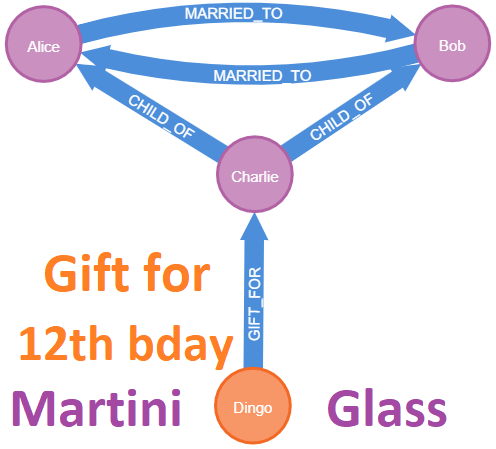 MARRIED_TO
Alice
Bob
MARRIED_TO
CHILD_OF
CHILD_OF
Charlie
GIFT_FOR
Gift for
12th bday
Martini
Dingo
Glass